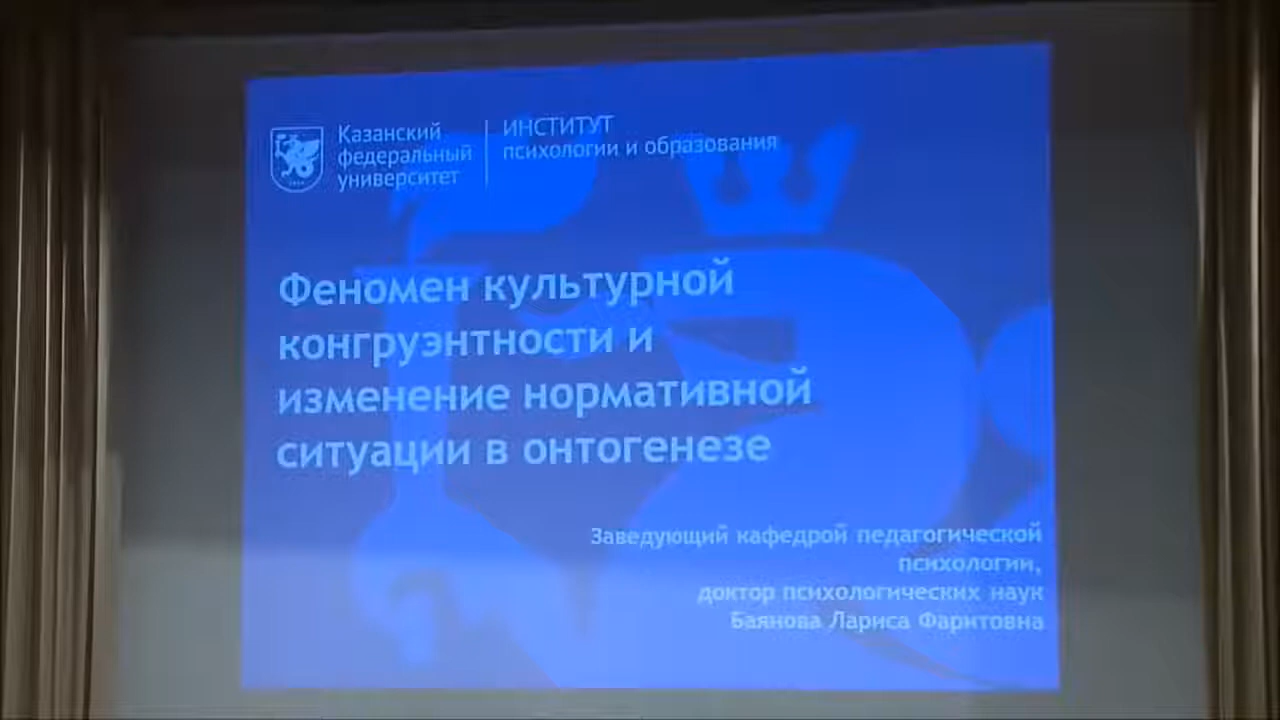 Казанский
федеральный
университет
ИНСТИТУТ
психологии и образования
Феномен культурной
конгруэнтности и
изменение нормативной
ситуации в онтогенезе
Заведующий кафедрой педагогической
психологии,
доктор психологических наук
Баянова Лариса Фаритовна